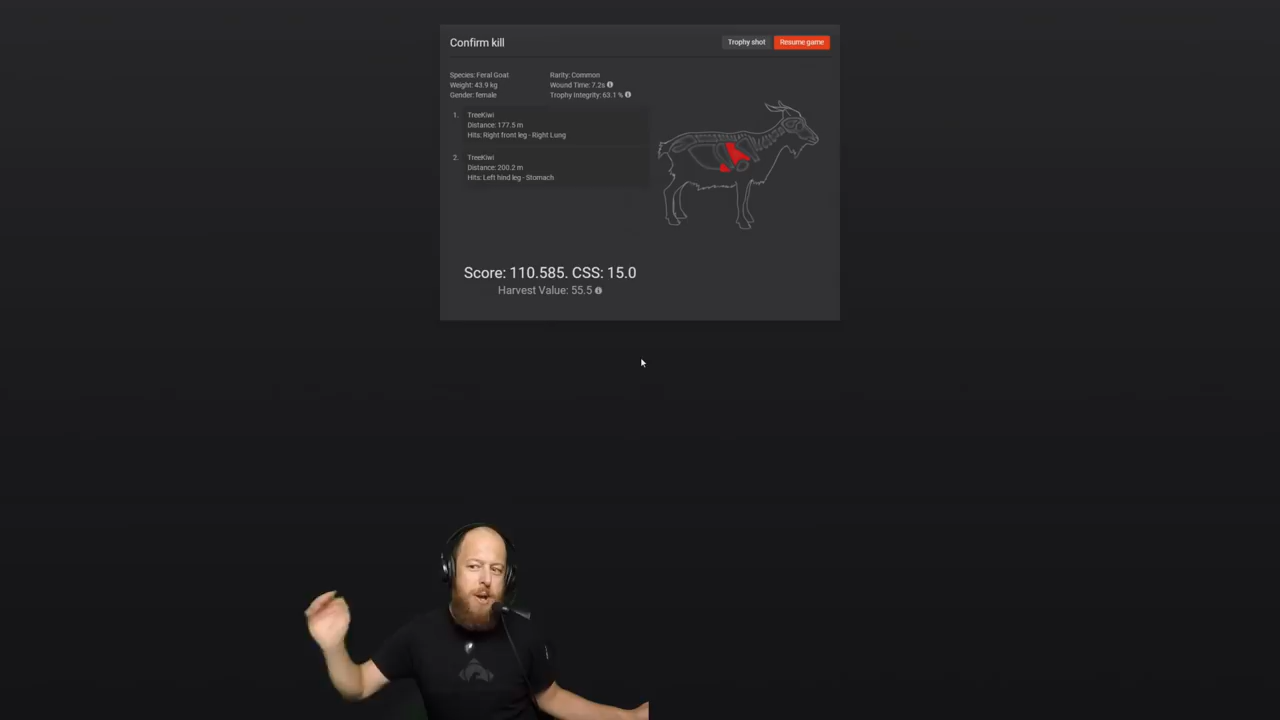 Confirm kill
Trophy shot
Resume game
Species: Feral Goat
Weight: 43.9 kg
Gender: female
Rarity: Common
Wound Time: 7.2s
Trophy Integrity: 63.1 %
1. TreeKiwi
Distance: 177.5 m
Hits: Right front leg - Right Lung
2. TreeKiwi
Distance: 200.2 m
Hits: Left hind leg - Stomach
Score: 110.585. CSS: 15.0
Harvest Value: 55.5